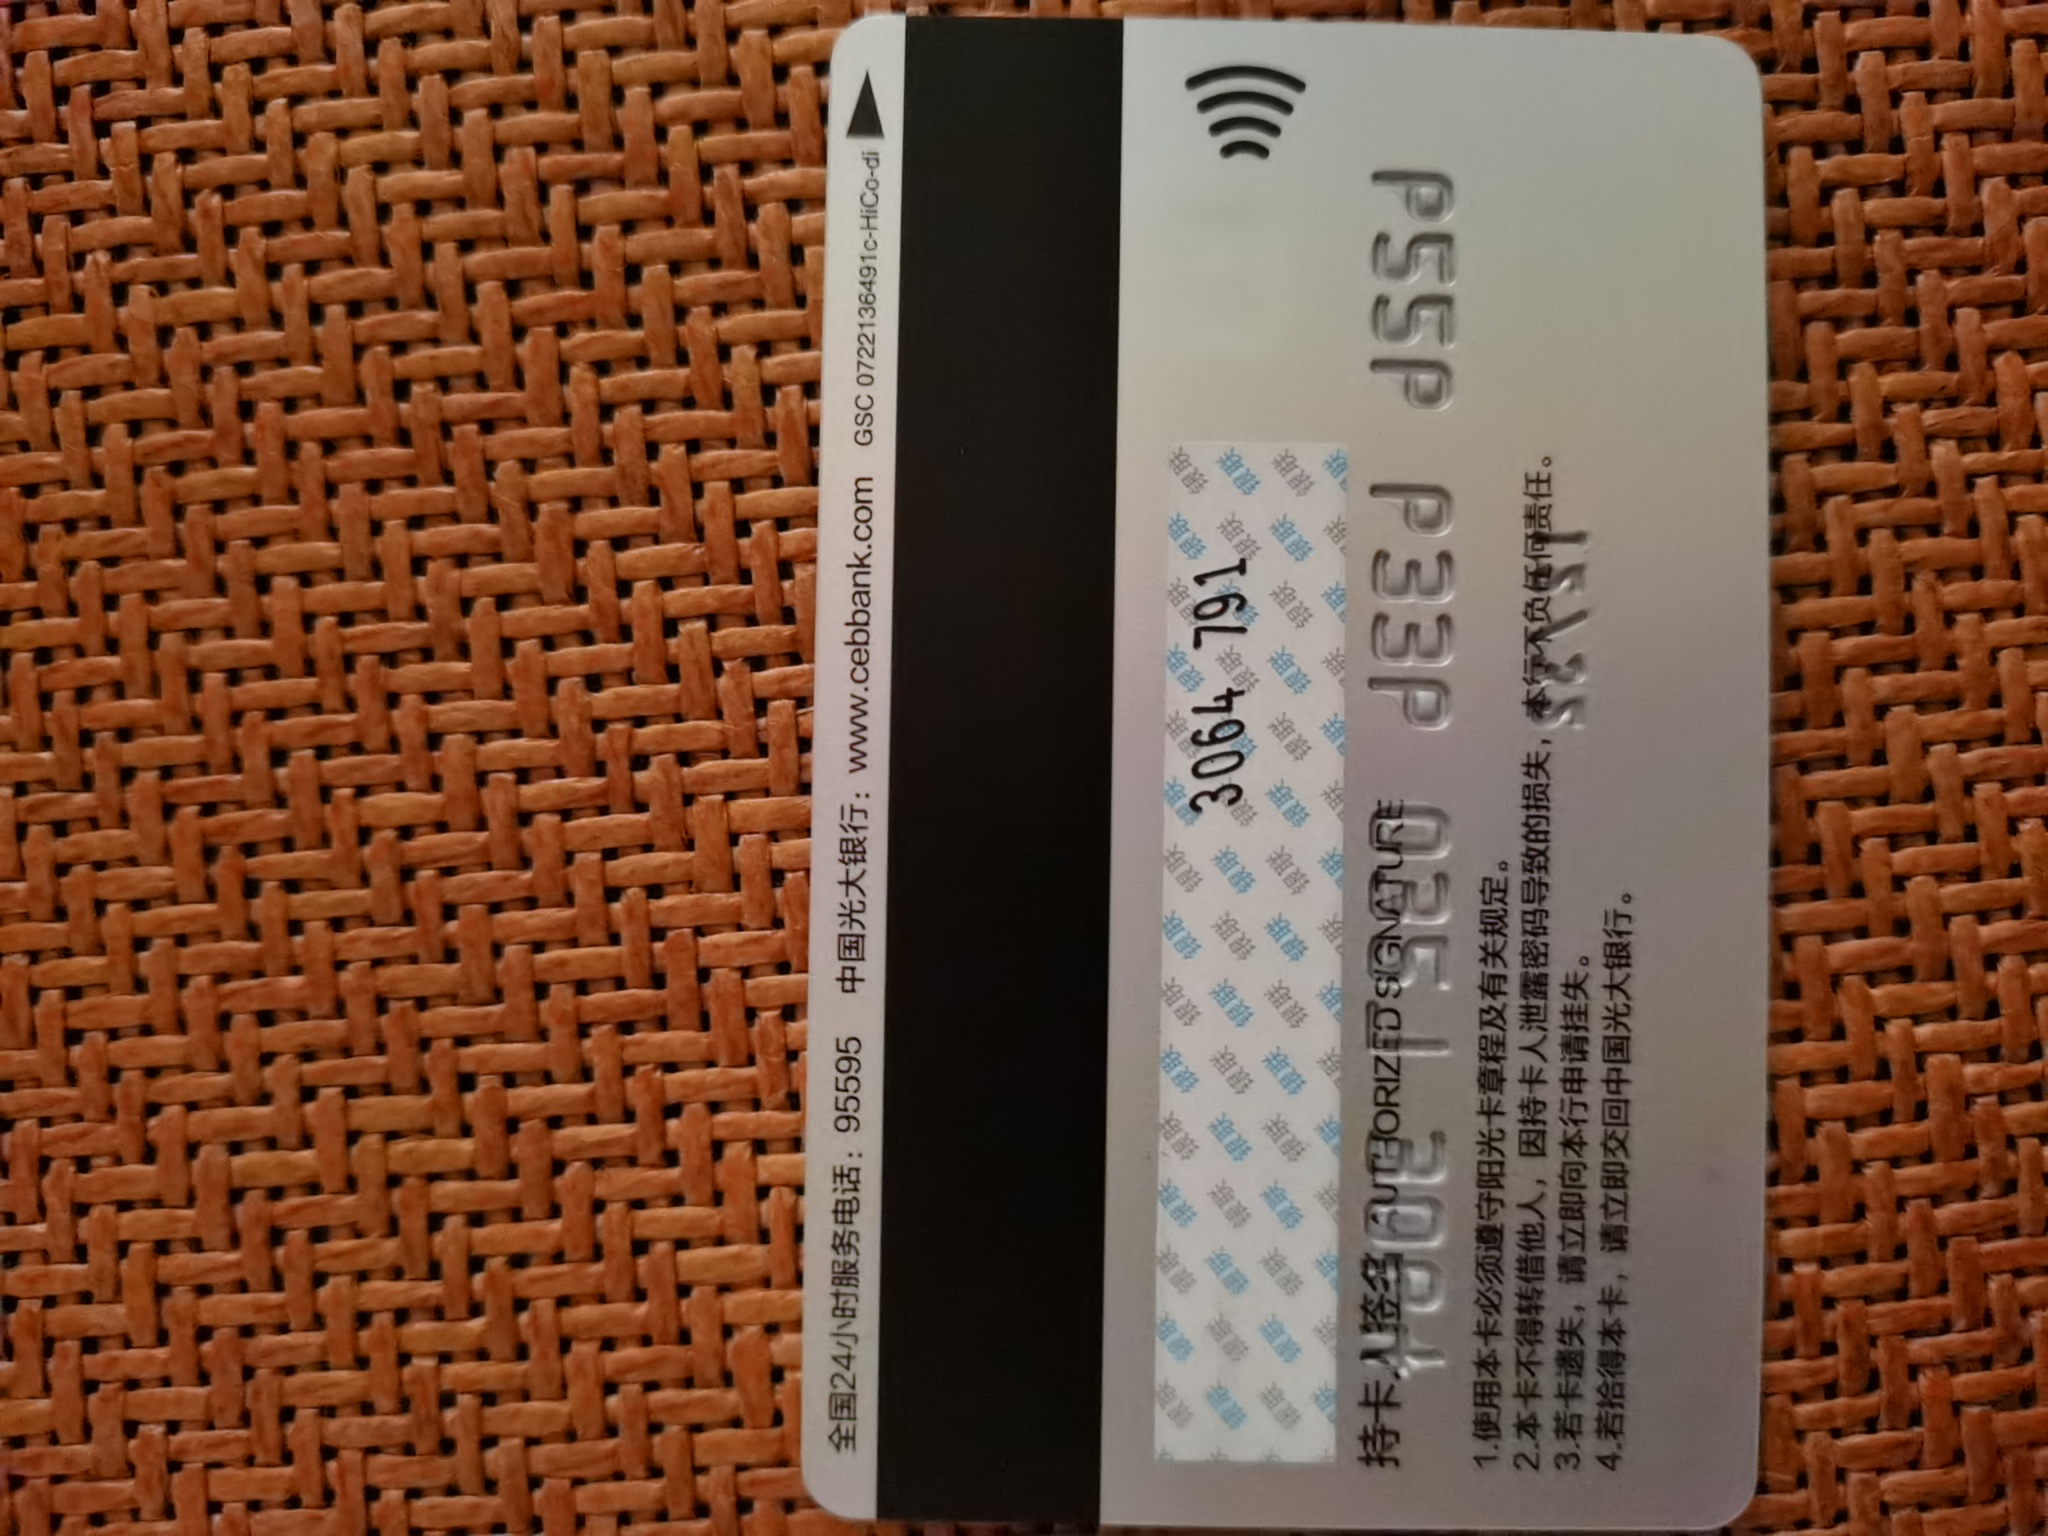 全国24小时服务电话：95595 中国光大银行：www.cebbank.com GSC 0722136491c-HiCo-di
3064 791
持卡人签名 AUTHORIZED SIGNATURE
1.使用本卡必须遵守阳光卡章程及有关规定。
2.本卡不得转借他人，因持卡人泄露密码导致的损失，本行不负任何责任。
3.若卡遗失，请立即向本行申请挂失。
4.若拾得本卡，请立即交回中国光大银行。